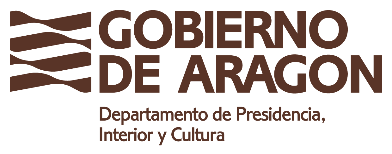 GOBIERNO
DE ARAGON
Departamento de Presidencia,
Interior y Cultura